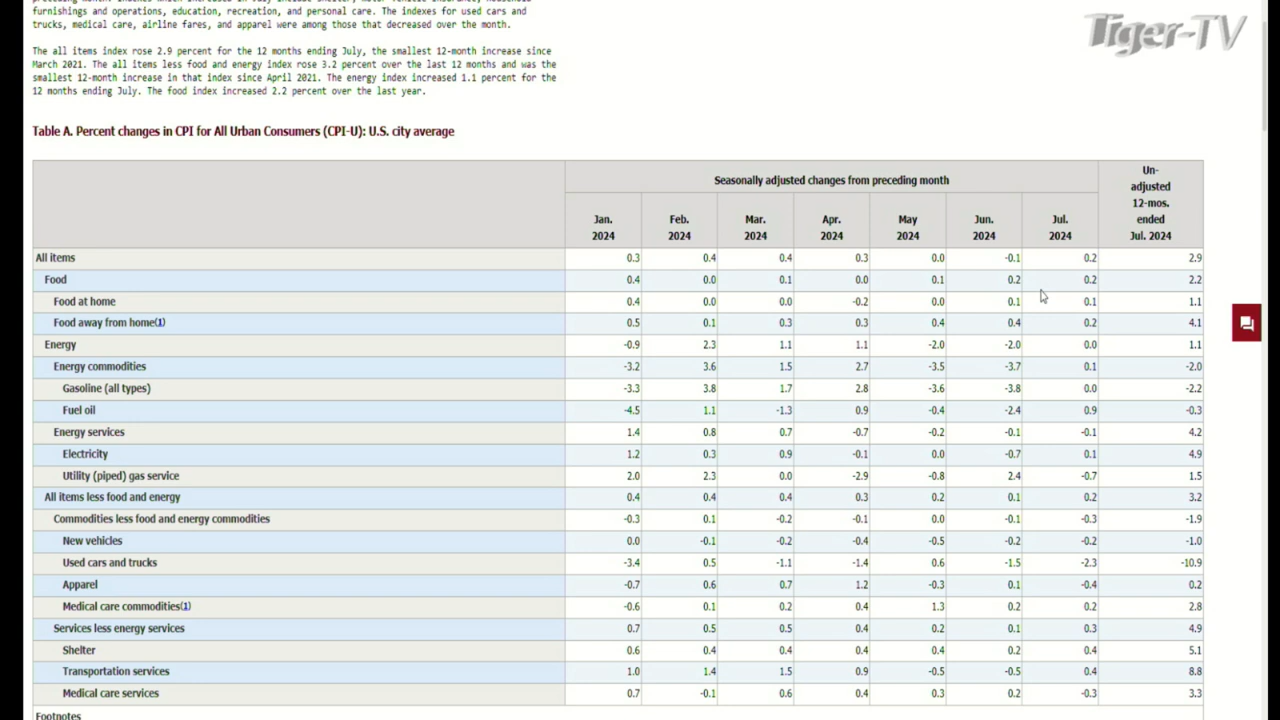 furnishings and operations, education, recreation, and personal care. The indexes for used cars and
trucks, medical care, airline fares, and apparel were among those that decreased over the month.
The all items index rose 2.9 percent for the 12 months ending July, the smallest 12-month increase since
March 2021. The all items less food and energy index rose 3.2 percent over the last 12 months and was the
smallest 12-month increase in that index since April 2021. The energy index increased 1.1 percent for the
12 months ending July. The food index increased 2.2 percent over the last year.
Tiger-TV
Table A. Percent changes in CPI for All Urban Consumers (CPI-U): U.S. city average
Seasonally adjusted changes from preceding month
Un-
adjusted
12-mos.
ended
Jul. 2024
Jan. 2024
Feb. 2024
Mar. 2024
Apr. 2024
May 2024
Jun. 2024
Jul. 2024
All items 0.3 0.4 0.4 0.3 0.0 -0.1 0.2 2.9
Food 0.4 0.0 0.1 0.0 0.1 0.2 0.2 2.2
Food at home 0.4 0.0 0.0 -0.2 0.0 0.1 0.1 1.1
Food away from home(1) 0.5 0.1 0.3 0.3 0.4 0.4 0.2 4.1
Energy -0.9 2.3 1.1 1.1 -2.0 -2.0 0.0 1.1
Energy commodities -3.2 3.6 1.5 2.7 -3.5 -3.7 0.1 -2.0
Gasoline (all types) -3.3 3.8 1.7 2.8 -3.6 -3.8 0.0 -2.2
Fuel oil -4.5 1.1 -1.3 0.9 -0.4 -2.4 0.9 -0.3
Energy services 1.4 0.8 0.7 -0.7 -0.2 -0.1 -0.1 4.2
Electricity 1.2 0.3 0.9 -0.1 0.0 -0.7 0.1 4.9
Utility (piped) gas service 2.0 2.3 0.0 -2.9 -0.8 2.4 -0.7 1.5
All items less food and energy 0.4 0.4 0.4 0.3 0.2 0.1 0.2 3.2
Commodities less food and energy commodities -0.3 0.1 -0.2 -0.1 0.0 -0.1 -0.3 -1.9
New vehicles 0.0 -0.1 -0.2 -0.4 -0.5 -0.2 -0.2 -1.0
Used cars and trucks -3.4 0.5 -1.1 -1.4 0.6 -1.5 -2.3 -10.9
Apparel -0.7 0.6 0.7 1.2 -0.3 0.1 -0.4 0.2
Medical care commodities(1) -0.6 0.1 0.2 0.4 1.3 0.2 0.2 2.8
Services less energy services 0.7 0.5 0.5 0.4 0.2 0.1 0.3 4.9
Shelter 0.6 0.4 0.4 0.4 0.4 0.2 0.4 5.1
Transportation services 1.0 1.4 1.5 0.9 -0.5 -0.5 0.4 8.8
Medical care services 0.7 -0.1 0.6 0.4 0.3 0.2 -0.3 3.3
Footnotes